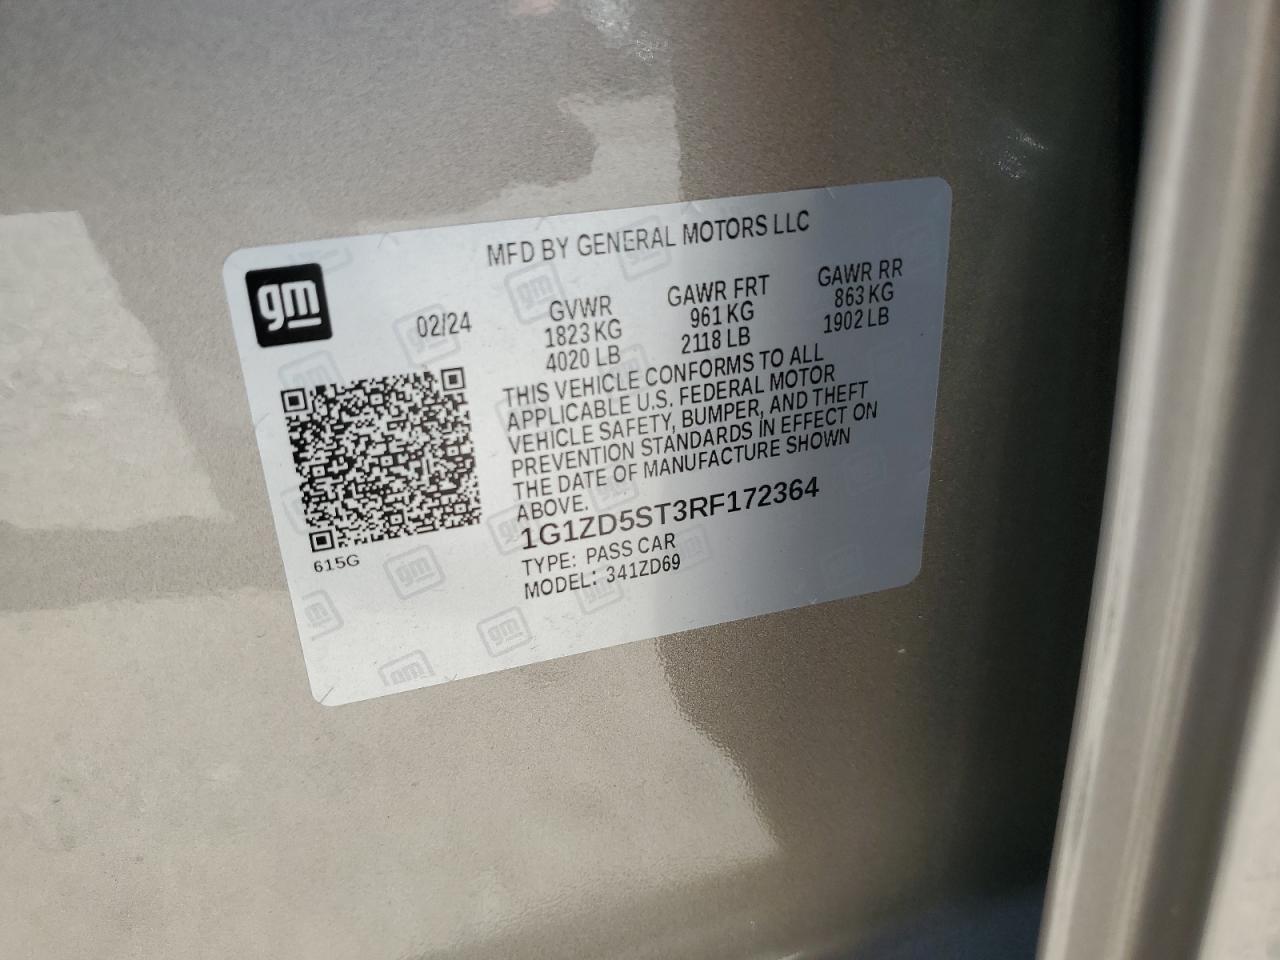 MFD BY GENERAL MOTORS LLC
gm
02/24
GVWR
1823 KG
4020 LB
GAWR FRT
961 KG
2118 LB
GAWR RR
863 KG
1902 LB
THIS VEHICLE CONFORMS TO ALL
APPLICABLE U.S. FEDERAL MOTOR
VEHICLE SAFETY, BUMPER, AND THEFT
PREVENTION STANDARDS IN EFFECT ON
THE DATE OF MANUFACTURE SHOWN
ABOVE.
1G1ZD5ST3RF172364
TYPE: PASS CAR
MODEL: 341ZD69
615G